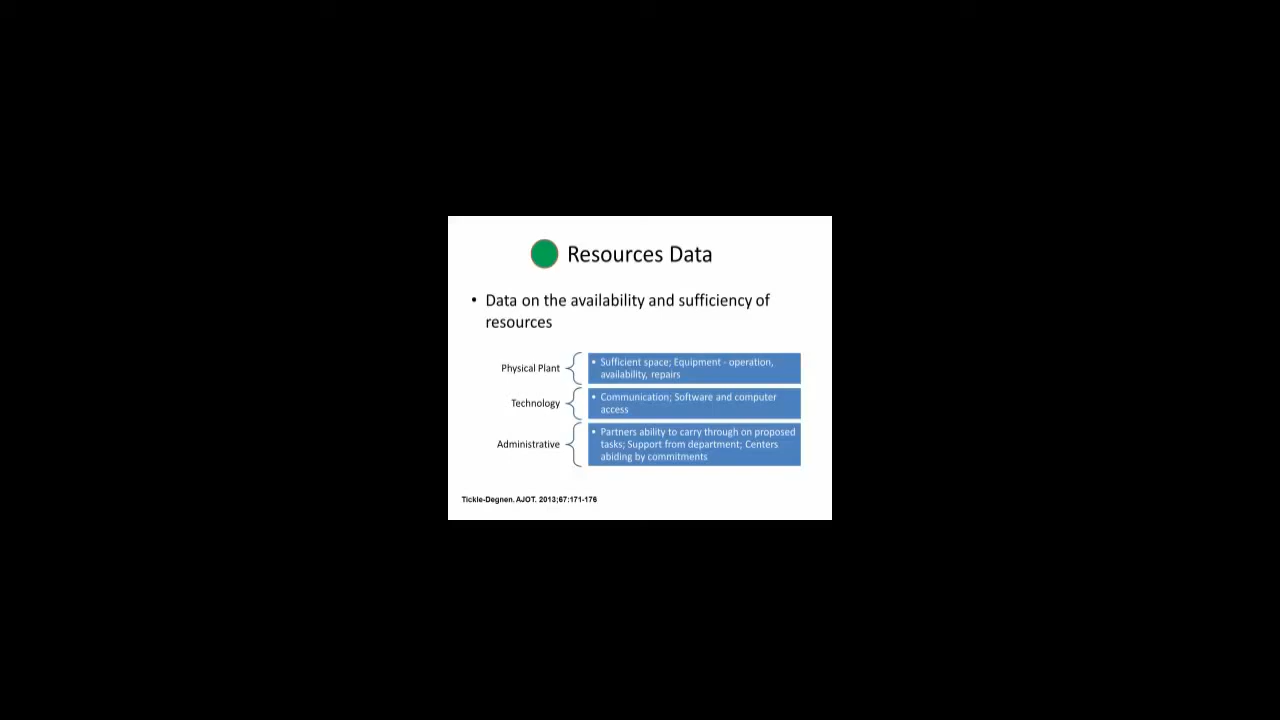 Resources Data
• Data on the availability and sufficiency of
resources
Physical Plant
• Sufficient space; Equipment - operation,
availability, repairs
Technology
• Communication; Software and computer
access
Administrative
• Partners ability to carry through on proposed
tasks; Support from department; Centers
abiding by commitments
Tickle-Degnen. AJOT. 2013;67:171-176